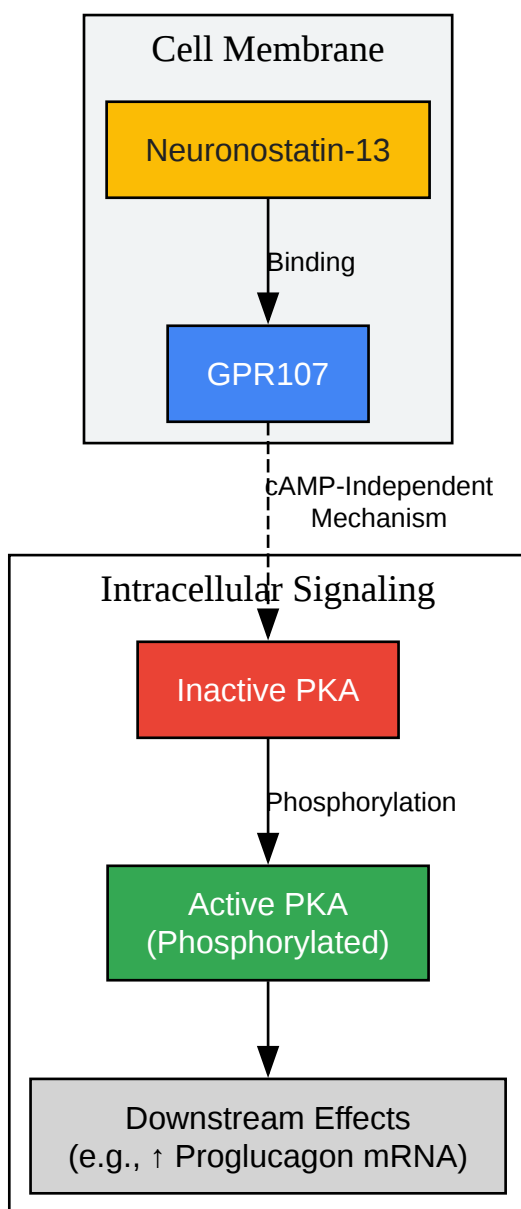 Cell Membrane
Neuronostatin-13
Binding
GPR107
cAMP-Independent
Mechanism
Intracellular Signaling
Inactive PKA
Phosphorylation
Active PKA
(Phosphorylated)
Downstream Effects
(e.g., ↑ Proglucagon mRNA)